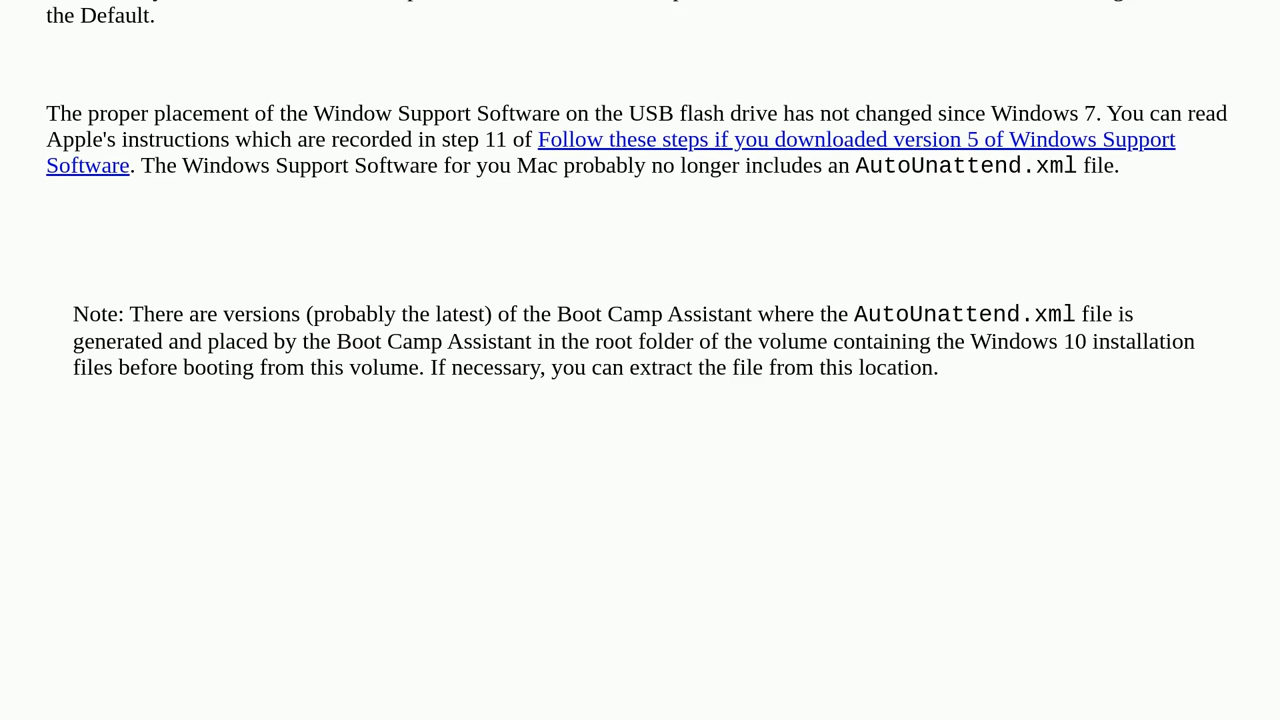 the Default.
The proper placement of the Window Support Software on the USB flash drive has not changed since Windows 7. You can read
Apple's instructions which are recorded in step 11 of Follow these steps if you downloaded version 5 of Windows Support
Software. The Windows Support Software for you Mac probably no longer includes an AutoUnattend.xml file.
Note: There are versions (probably the latest) of the Boot Camp Assistant where the AutoUnattend.xml file is
generated and placed by the Boot Camp Assistant in the root folder of the volume containing the Windows 10 installation
files before booting from this volume. If necessary, you can extract the file from this location.